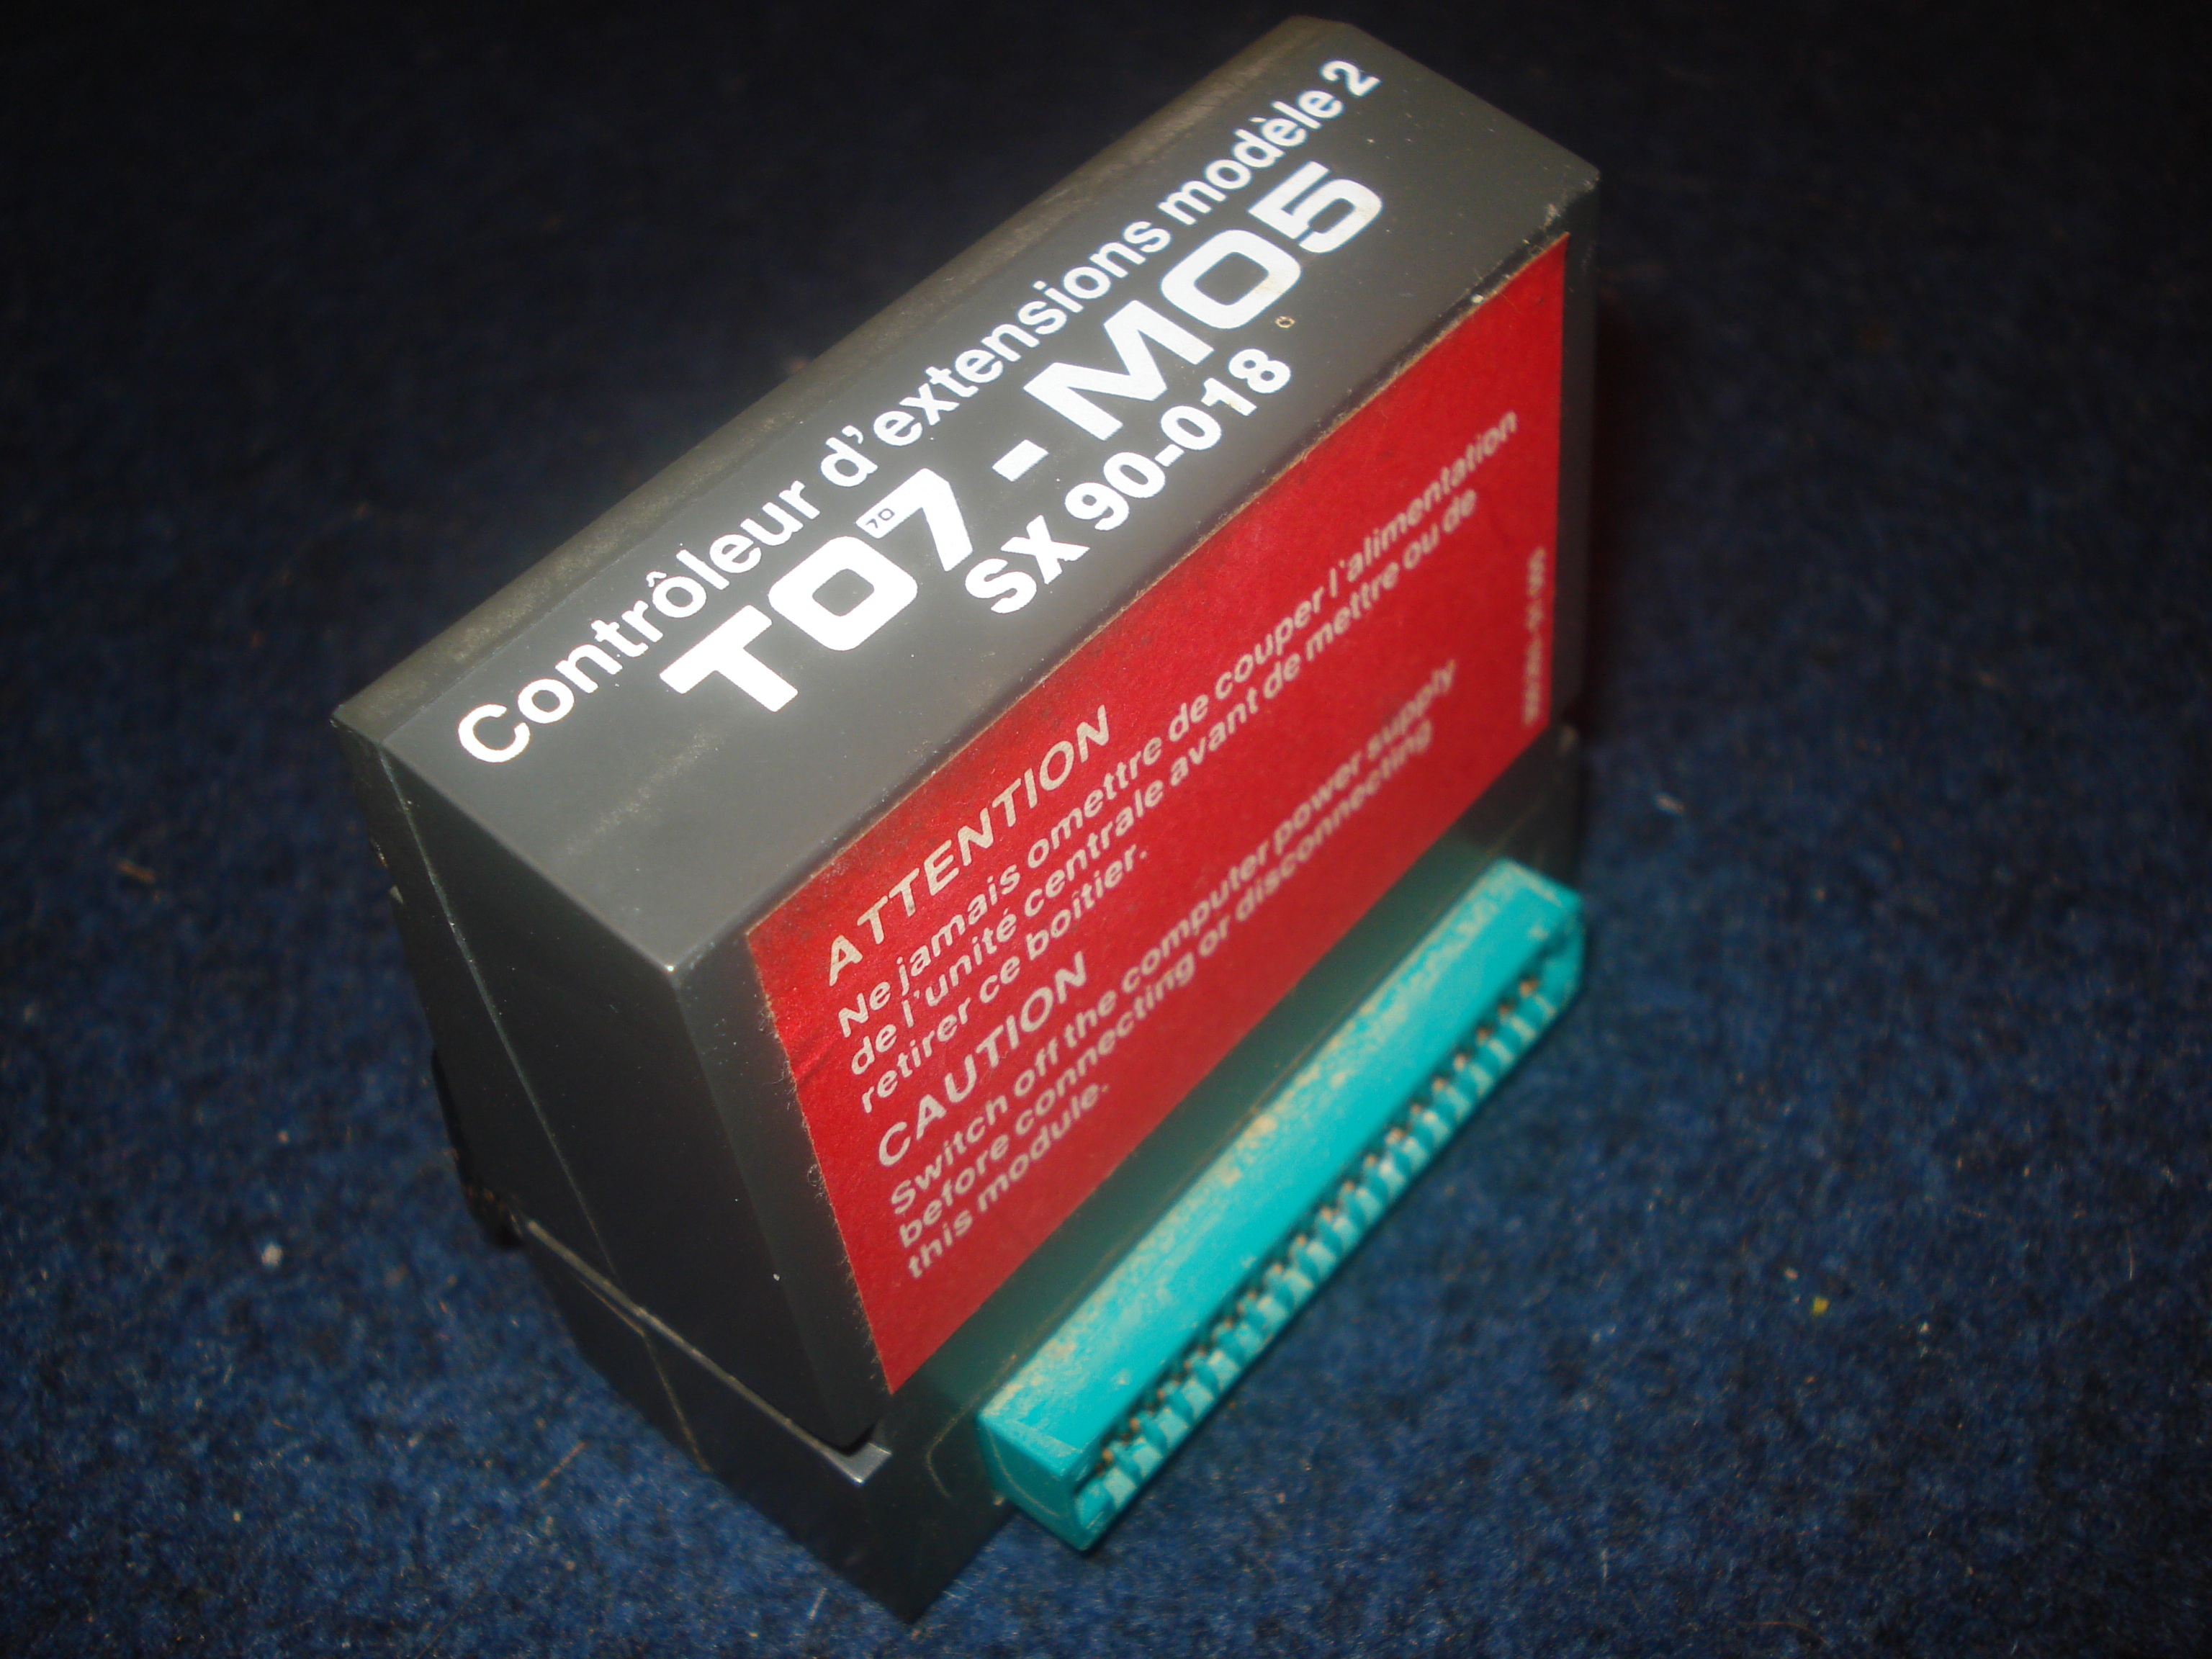 Contrôleur d'extensions modèle 2
TO7 70 - MO5
SX 90-018
ATTENTION
Ne jamais omettre de couper l'alimentation
de l'unité centrale avant de mettre ou de
retirer ce boîtier.
CAUTION
Switch off the computer power supply
before connecting or disconnecting
this module.